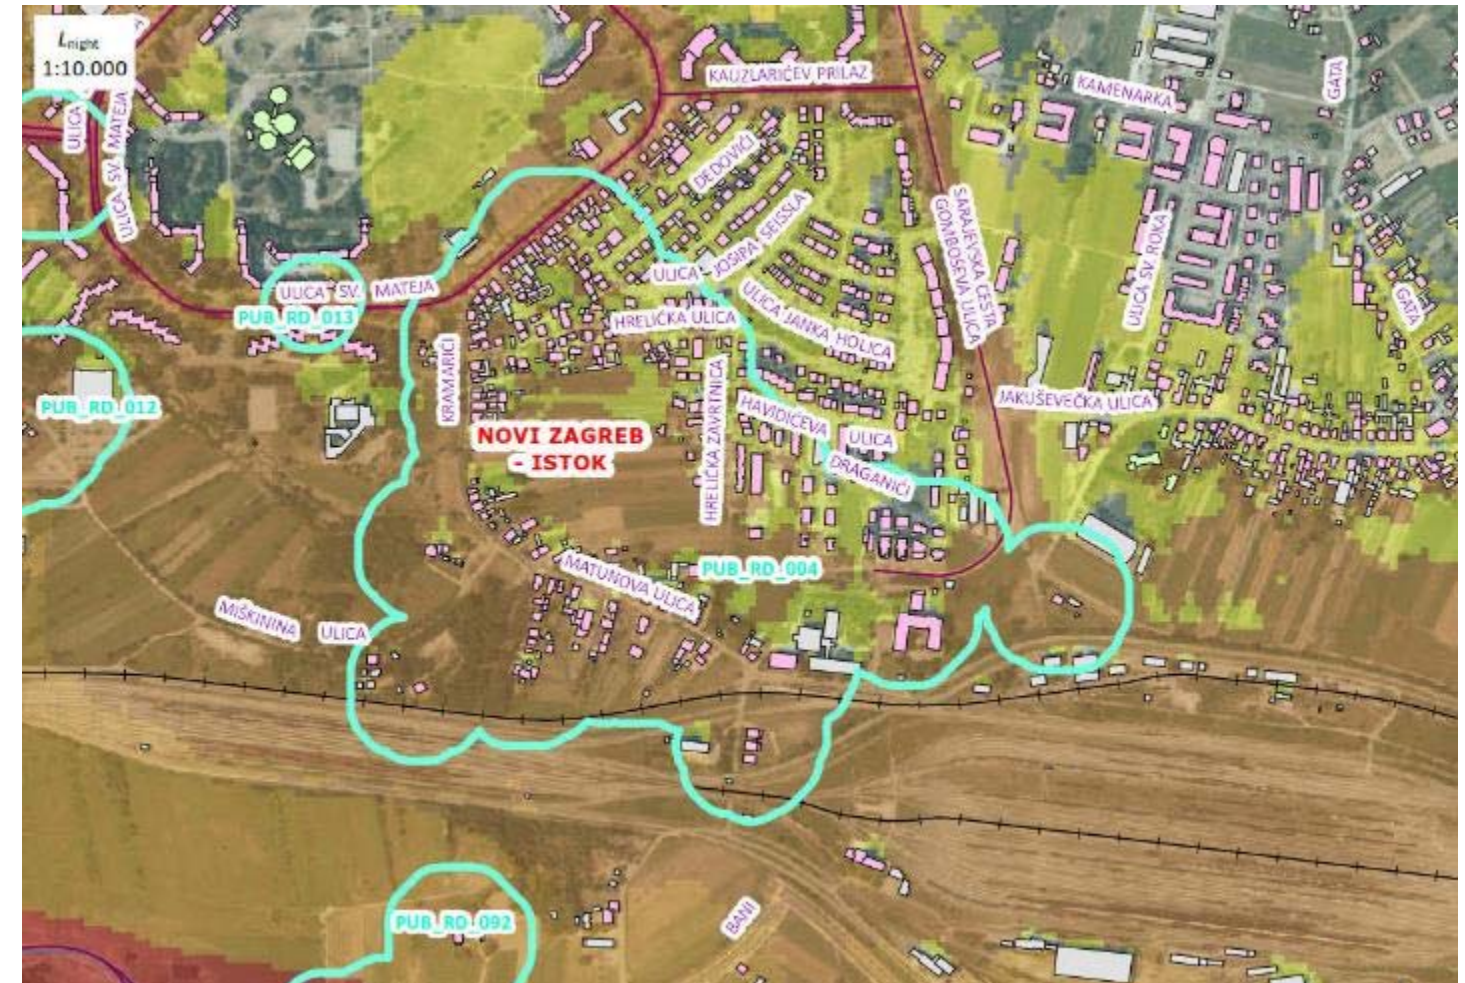 Lnight
1:10.000
ULICA
ULICA SV. MATEJA
KAUZLARIĆEV PRILAZ
KAMENARKA
GATA
DEDOVIĆI
ULICA JOSIPA SEISSLA
SARAJEVSKA CESTA
GOMBOSEVA ULICA
ULICA SV. ROKA
ULICA SV. MATEJA
PUB_RD_013
HRELIĆKA ULICA
ULICA JANKA HOLICA
GATA
KRAMARIĆI
HRELIĆKA ZAVRTNICA
JAKUŠEVEČKA ULICA
PUB_RD_012
HAVIDIĆEVA ULICA
NOVI ZAGREB
- ISTOK
DRAGANIĆI
PUB_RD_004
MATUNOVA ULICA
MIŠKININA ULICA
PUB_RD_092
BANI